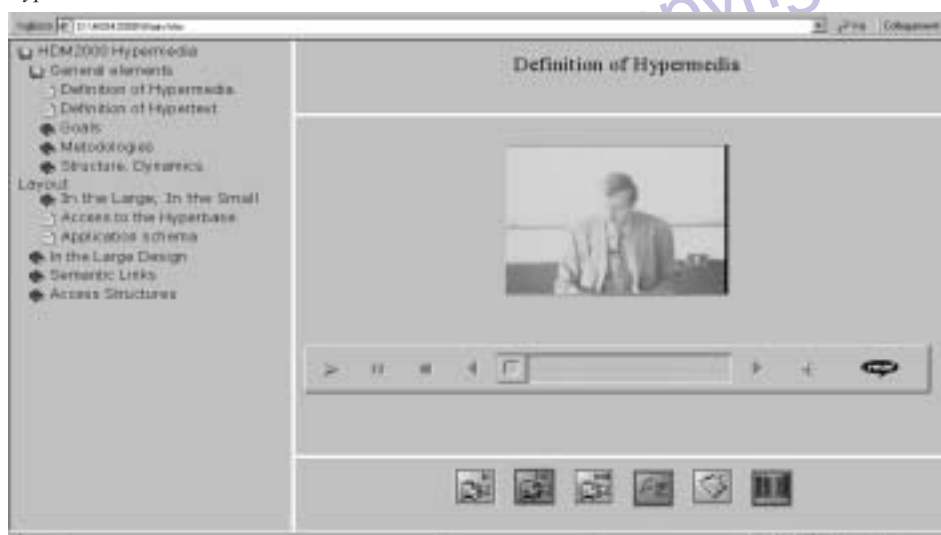 HDM2000 Hypermedia
General elements
Definition of Hypermedia
Definition of Hypertext
Goals
Metodologies
Structure, Dynamics,
Layout
In the Large, In the Small
Access to the Hyperbase
Application schema
In the Large Design
Semantic Links
Access Structures
Definition of Hypermedia